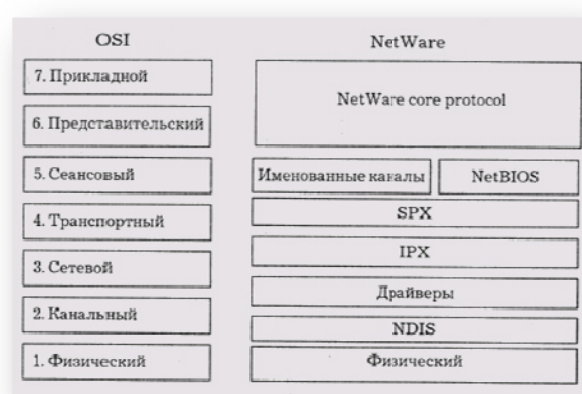 OSI
7. Прикладной
6. Представительский
5. Сеансовый
4. Транспортный
3. Сетевой
2. Канальный
1. Физический
NetWare
NetWare core protocol
Именованные каналы
NetBIOS
SPX
IPX
Драйверы
NDIS
Физический